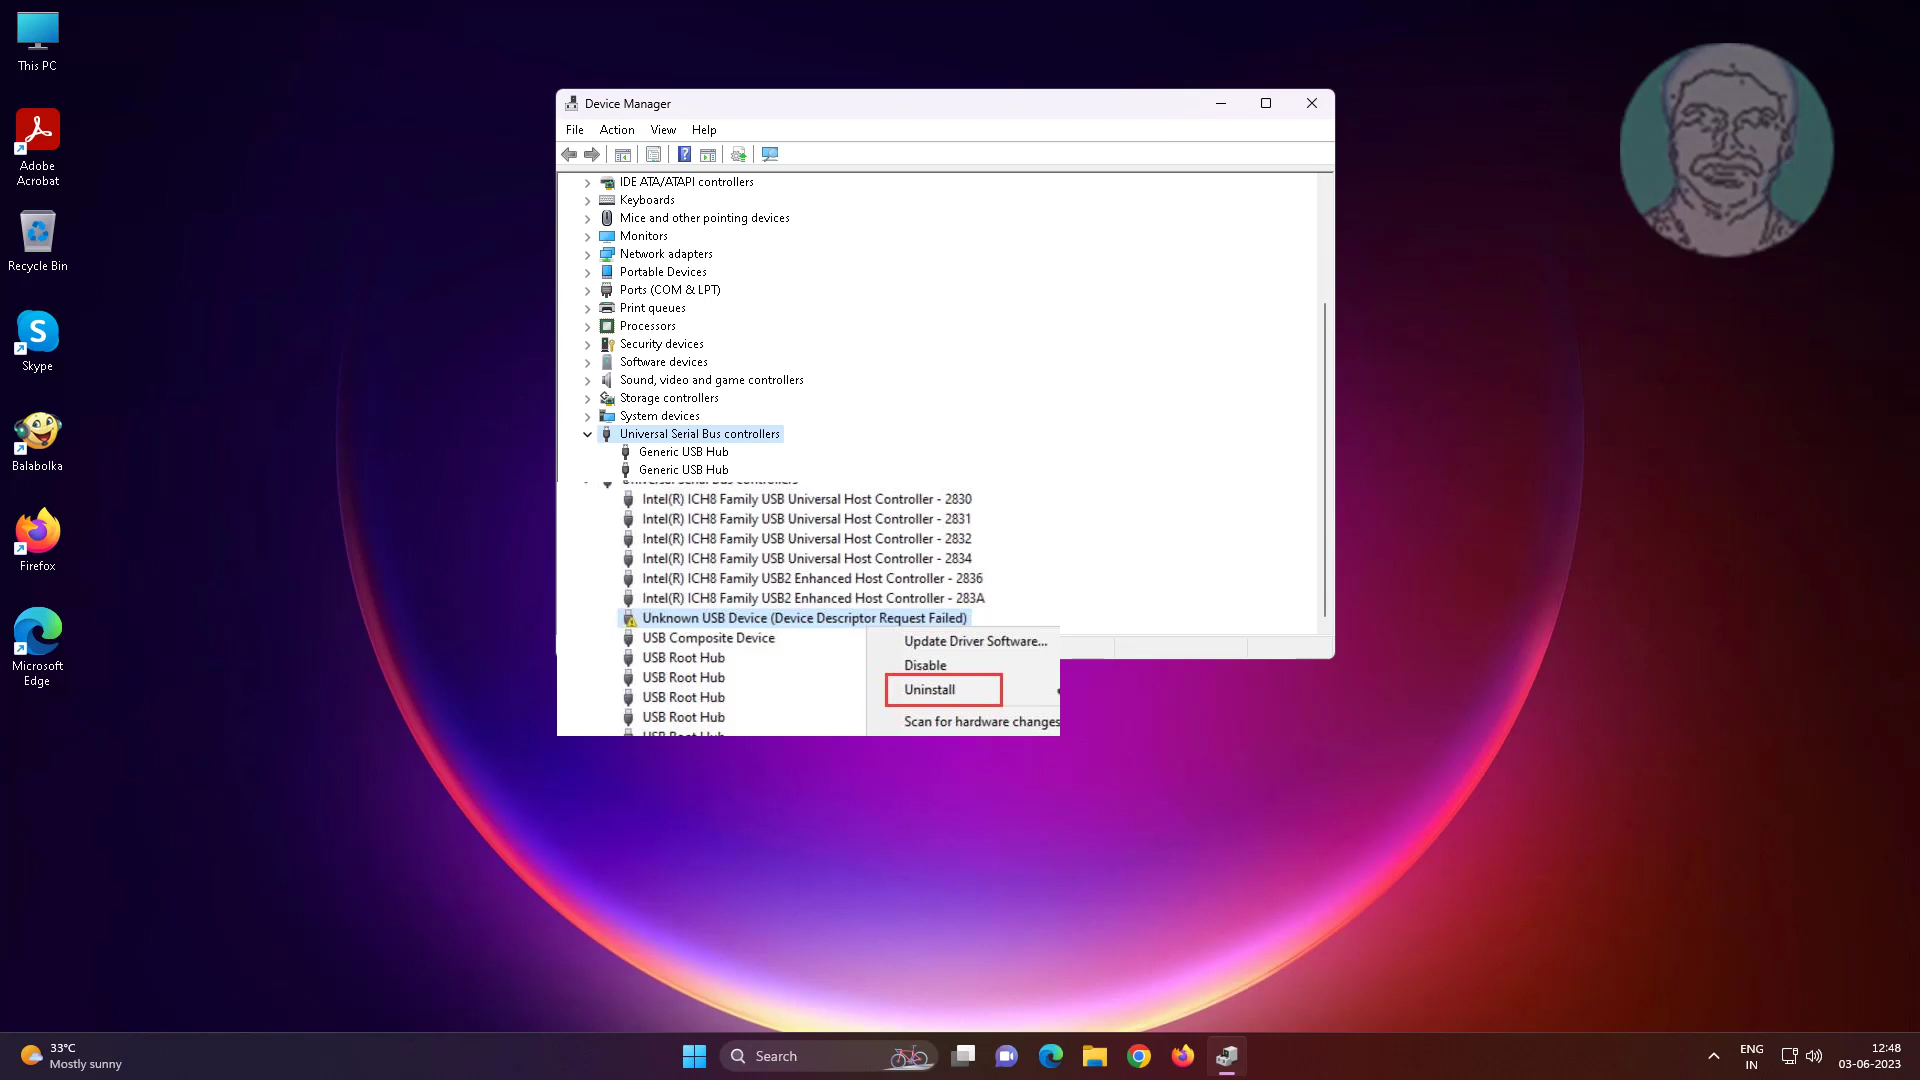 This PC
Adobe
Acrobat
Recycle Bin
Skype
Balabolka
Firefox
Microsoft
Edge
Device Manager
File Action View Help
IDE ATA/ATAPI controllers
Keyboards
Mice and other pointing devices
Monitors
Network adapters
Portable Devices
Ports (COM & LPT)
Print queues
Processors
Security devices
Software devices
Sound, video and game controllers
Storage controllers
System devices
Universal Serial Bus controllers
Generic USB Hub
Generic USB Hub
Universal Serial Bus controllers
Intel(R) ICH8 Family USB Universal Host Controller - 2830
Intel(R) ICH8 Family USB Universal Host Controller - 2831
Intel(R) ICH8 Family USB Universal Host Controller - 2832
Intel(R) ICH8 Family USB Universal Host Controller - 2834
Intel(R) ICH8 Family USB2 Enhanced Host Controller - 2836
Intel(R) ICH8 Family USB2 Enhanced Host Controller - 283A
Unknown USB Device (Device Descriptor Request Failed)
USB Composite Device
USB Root Hub
USB Root Hub
USB Root Hub
USB Root Hub
USB Root Hub
Update Driver Software...
Disable
Uninstall
Scan for hardware changes
33°C
Mostly sunny
Search
ENG
IN
12:48
03-06-2023